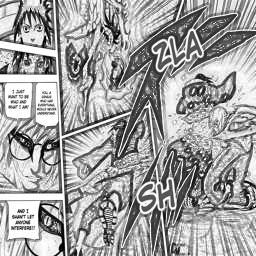 ZLA
SH
YOU, A
GENIUS
WHO HAS
EVERYTHING,
WOULD NEVER
UNDERSTAND.
I JUST
WANT TO BE
WHO AND
WHAT I AM!
AND
I SHAN'T LET
ANYONE
INTERFERE!!